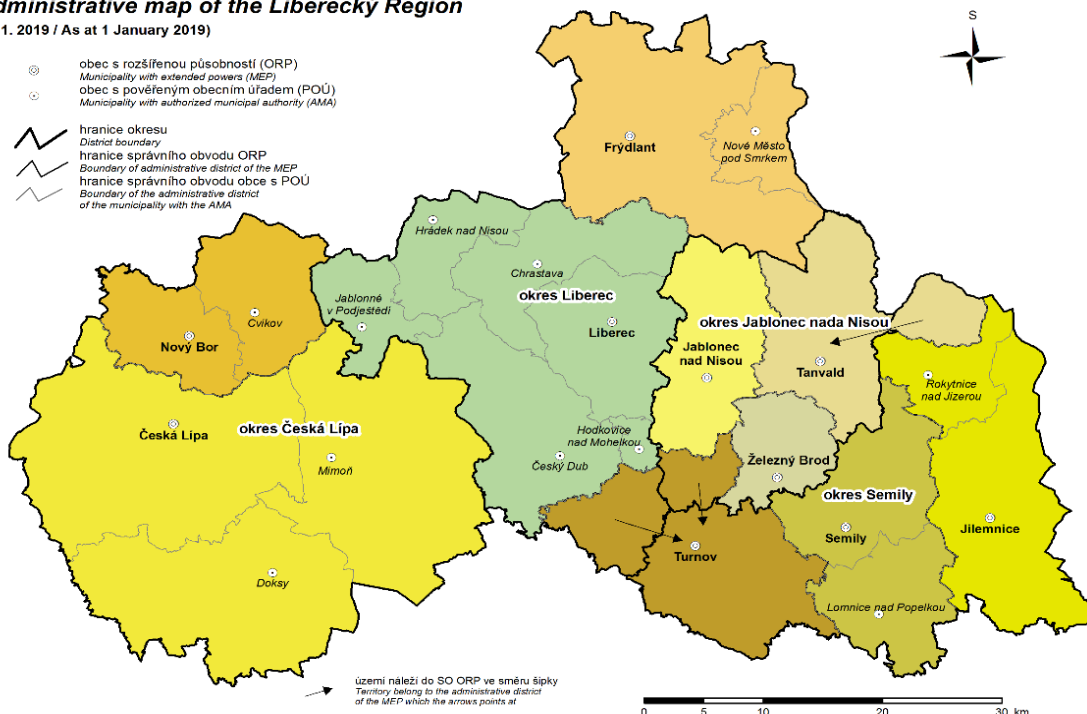 dministrative map of the Liberecký Region
1. 2019 / As at 1 January 2019)
S
obec s rozšířenou působností (ORP)
Municipality with extended powers (MEP)
obec s pověřeným obecním úřadem (POÚ)
Municipality with authorized municipal authority (AMA)
hranice okresu
District boundary
hranice správního obvodu ORP
Boundary of administrative district of the MEP
hranice správního obvodu obce s POÚ
Boundary of the administrative district
of the municipality with the AMA
Frýdlant
Nové Město
pod Smrkem
Hrádek nad Nisou
Chrastava
okres Liberec
Jablonné
v Podještědí
Cvikov
Liberec
okres Jablonec nada Nisou
Nový Bor
Jablonec
nad Nisou
Tanvald
Rokytnice
nad Jizerou
Česká Lípa
okres Česká Lípa
Mimoň
Hodkovice
nad Mohelkou
Český Dub
Železný Brod
okres Semily
Semily
Jilemnice
Turnov
Doksy
Lomnice nad Popelkou
území náleží do SO ORP ve směru šipky
Territory belong to the administrative district
of the MEP which the arrows points at
0 5 10 20 30 km